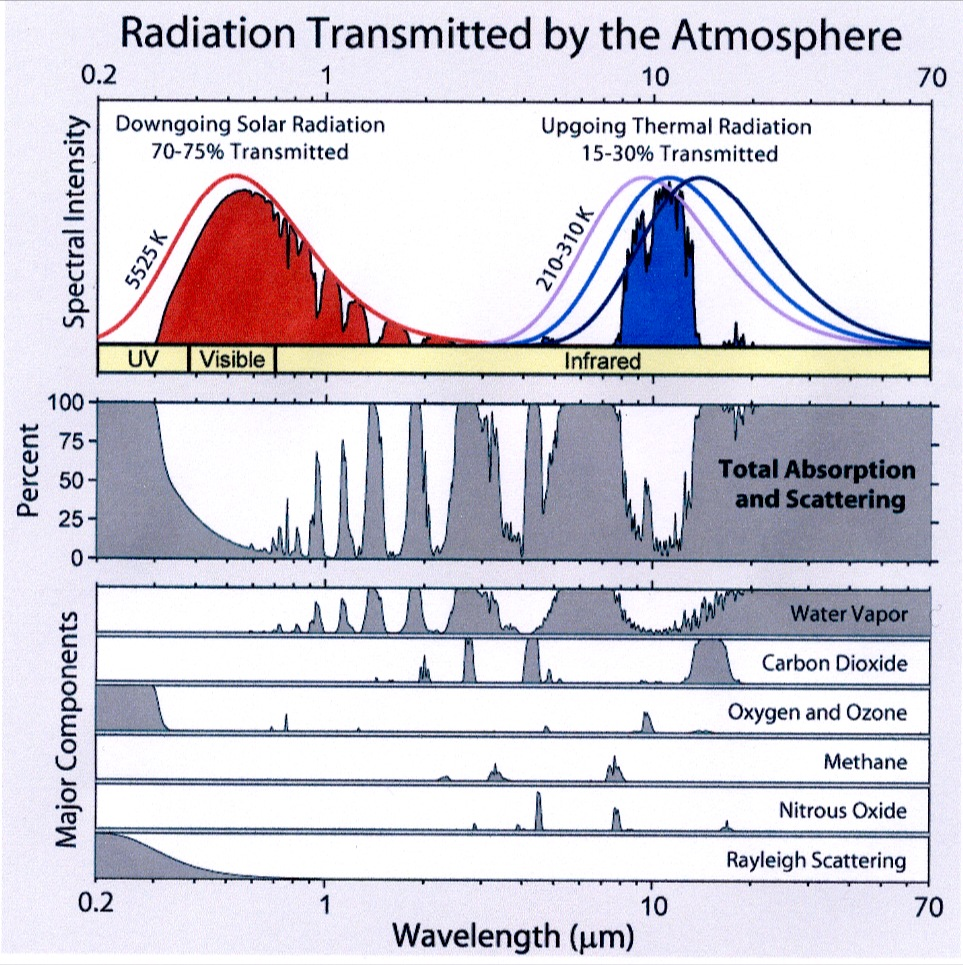 Radiation Transmitted by the Atmosphere
0.2 1 10 70
Spectral Intensity
Downgoing Solar Radiation
70-75% Transmitted
Upgoing Thermal Radiation
15-30% Transmitted
5525 K
210-310 K
UV Visible Infrared
Percent
100
75
50
25
0
Total Absorption
and Scattering
Major Components
Water Vapor
Carbon Dioxide
Oxygen and Ozone
Methane
Nitrous Oxide
Rayleigh Scattering
0.2 1 10 70
Wavelength (μm)